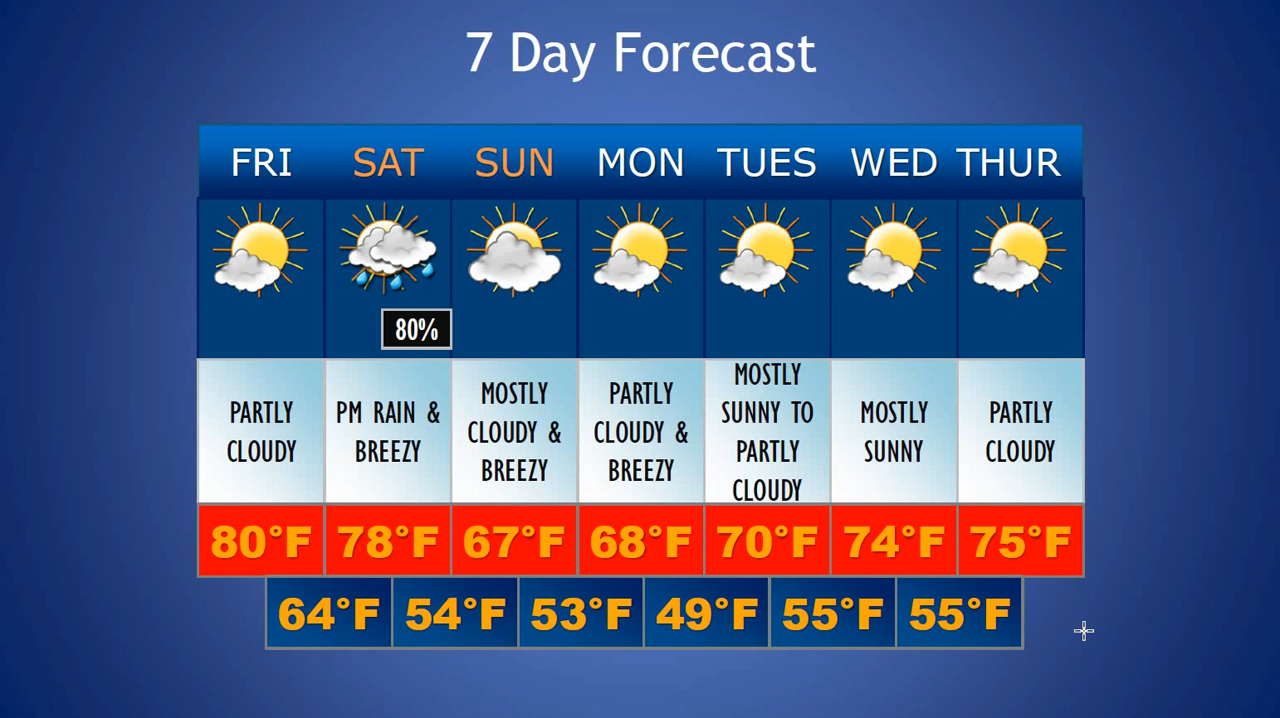 7 Day Forecast
FRI SAT SUN MON TUES WED THUR
80%
PARTLY
CLOUDY
PM RAIN &
BREEZY
MOSTLY
CLOUDY &
BREEZY
PARTLY
CLOUDY &
BREEZY
MOSTLY
SUNNY TO
PARTLY
CLOUDY
MOSTLY
SUNNY
PARTLY
CLOUDY
80°F 78°F 67°F 68°F 70°F 74°F 75°F
64°F 54°F 53°F 49°F 55°F 55°F